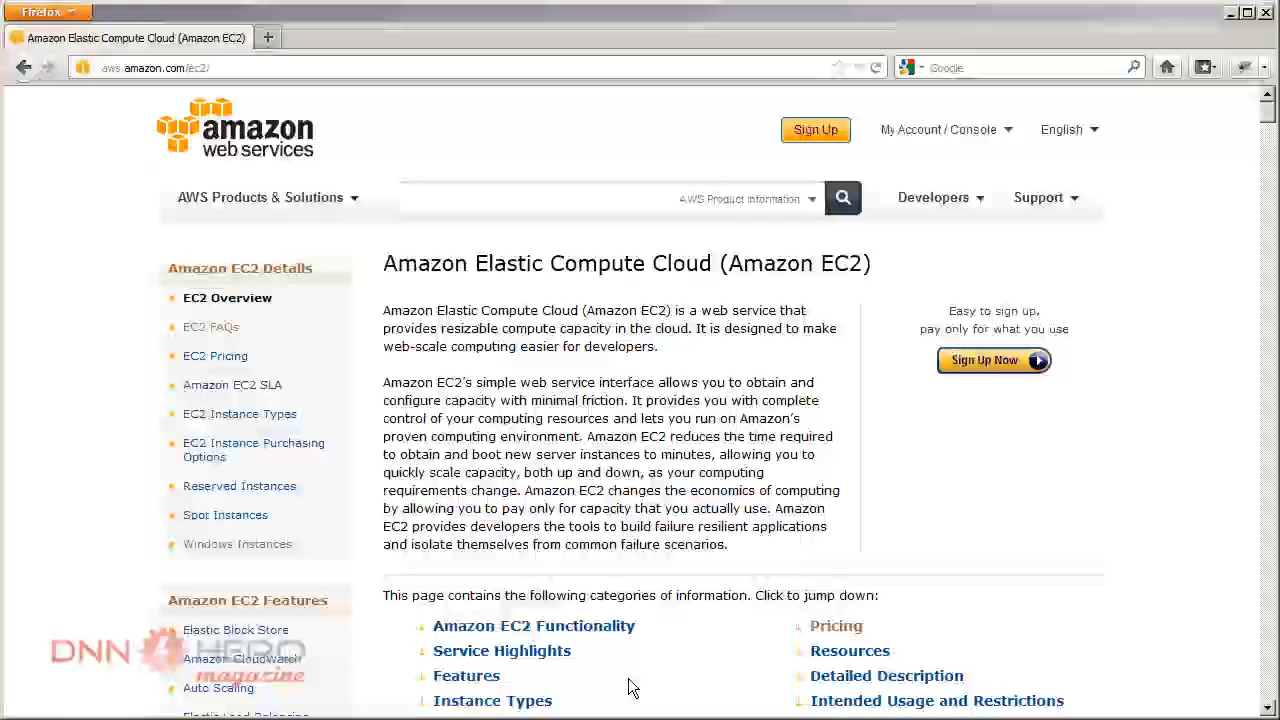 Firefox
Amazon Elastic Compute Cloud (Amazon EC2)
+
aws.amazon.com/ec2/
Google
amazon
web services
Sign Up
My Account / Console
English
AWS Products & Solutions
AWS Product Information
Developers
Support
Amazon EC2 Details
EC2 Overview
EC2 FAQs
EC2 Pricing
Amazon EC2 SLA
EC2 Instance Types
EC2 Instance Purchasing
Options
Reserved Instances
Spot Instances
Windows Instances
Amazon EC2 Features
Elastic Block Store
Amazon CloudWatch
Auto Scaling
Elastic Load Balancing
Amazon Elastic Compute Cloud (Amazon EC2)
Amazon Elastic Compute Cloud (Amazon EC2) is a web service that
provides resizable compute capacity in the cloud. It is designed to make
web-scale computing easier for developers.
Amazon EC2's simple web service interface allows you to obtain and
configure capacity with minimal friction. It provides you with complete
control of your computing resources and lets you run on Amazon's
proven computing environment. Amazon EC2 reduces the time required
to obtain and boot new server instances to minutes, allowing you to
quickly scale capacity, both up and down, as your computing
requirements change. Amazon EC2 changes the economics of computing
by allowing you to pay only for capacity that you actually use. Amazon
EC2 provides developers the tools to build failure resilient applications
and isolate themselves from common failure scenarios.
Easy to sign up,
pay only for what you use
Sign Up Now
This page contains the following categories of information. Click to jump down:
Amazon EC2 Functionality
Service Highlights
Features
Instance Types
Pricing
Resources
Detailed Description
Intended Usage and Restrictions
DNN4HERO
magazine